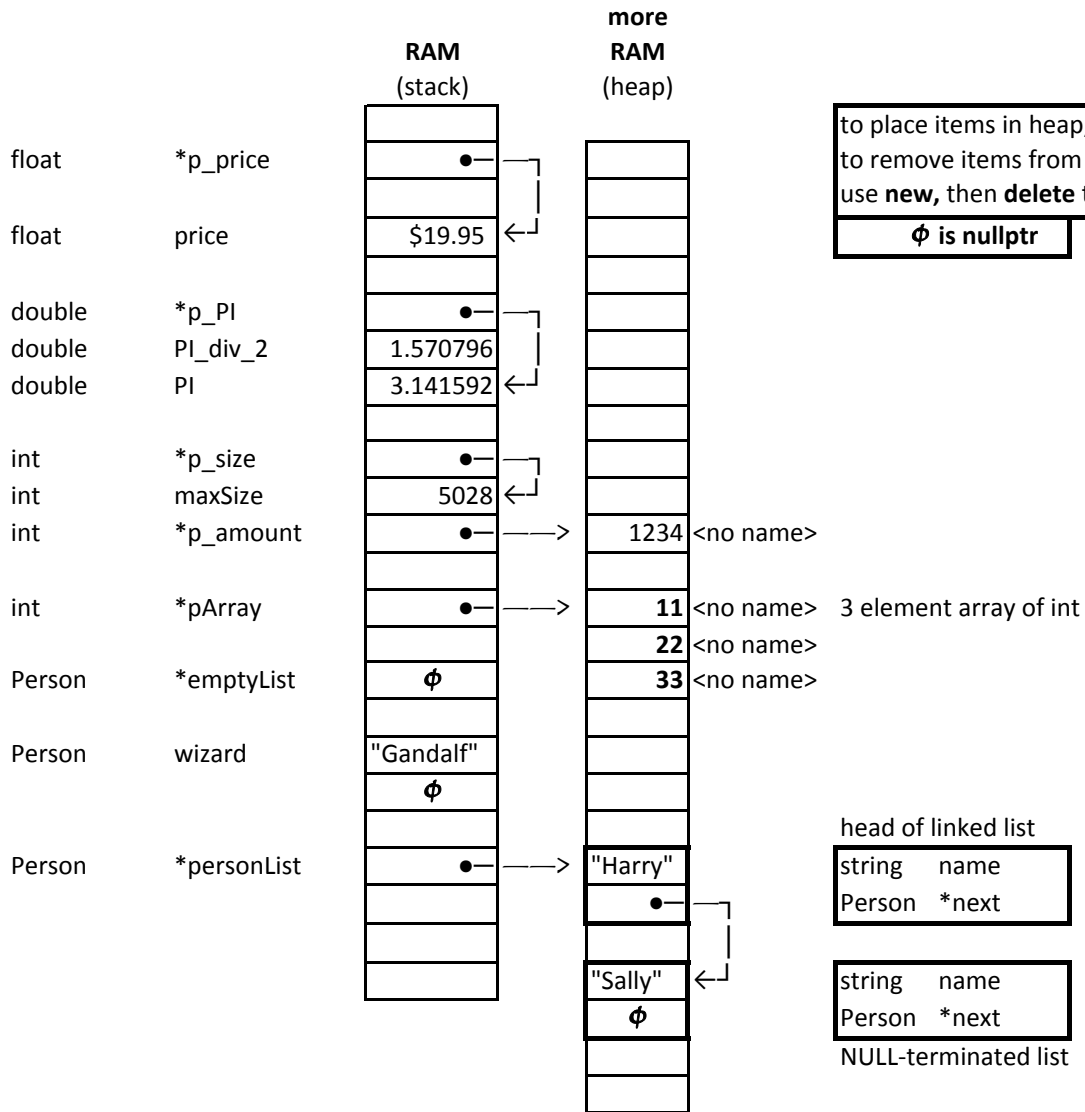 more
RAM RAM
(stack) (heap)
to place items in heap,
float *p_price to remove items from
use new, then delete
float price $19.95 ϕ is nullptr
double *p_PI
double PI_div_2 1.570796
double PI 3.141592
int *p_size
int maxSize 5028
int *p_amount 1234 <no name>
int *pArray 11 <no name> 3 element array of int
22 <no name>
Person *emptyList ϕ 33 <no name>
Person wizard "Gandalf"
ϕ
head of linked list
Person *personList "Harry" string name
Person *next
"Sally" string name
ϕ Person *next
NULL-terminated list